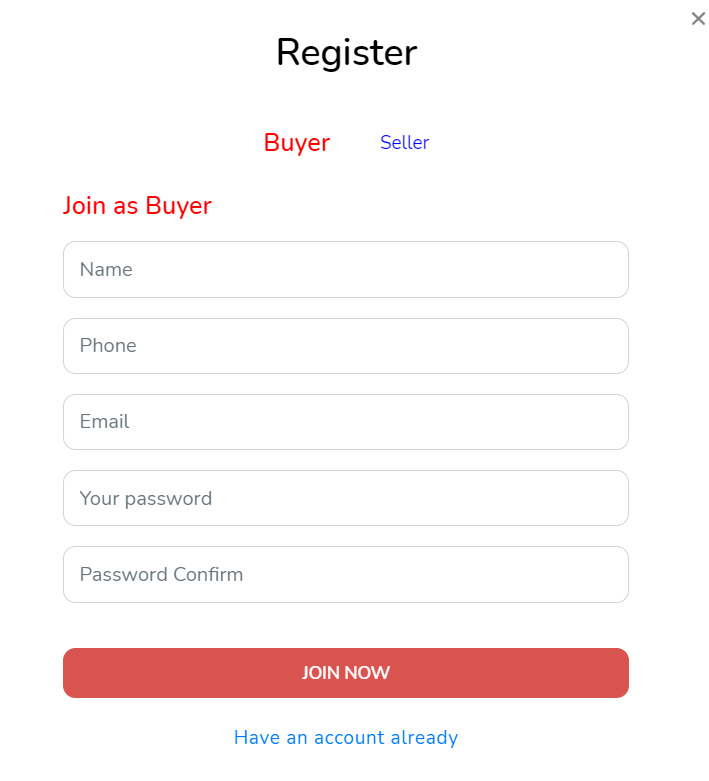 Register
Buyer Seller
Join as Buyer
Name
Phone
Email
Your password
Password Confirm
JOIN NOW
Have an account already